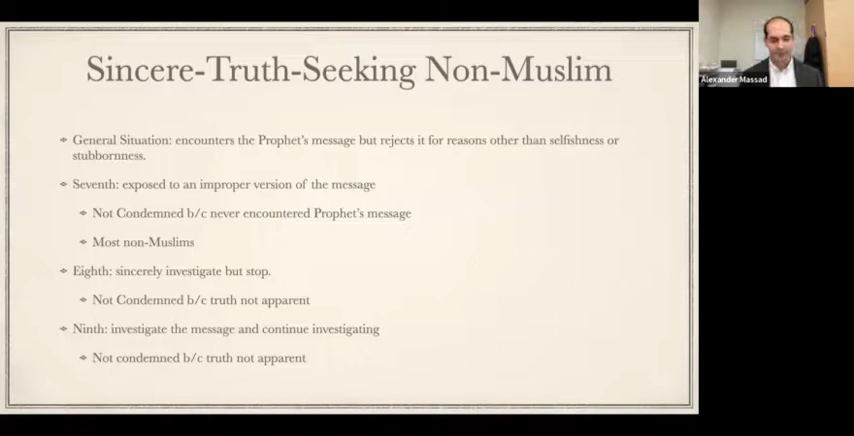 Sincere-Truth-Seeking Non-Muslim
General Situation: encounters the Prophet's message but rejects it for reasons other than selfishness or
stubbornness.
Seventh: exposed to an improper version of the message
Not Condemned b/c never encountered Prophet's message
Most non-Muslims
Eighth: sincerely investigate but stop.
Not Condemned b/c truth not apparent
Ninth: investigate the message and continue investigating
Not condemned b/c truth not apparent
Alexander Massad